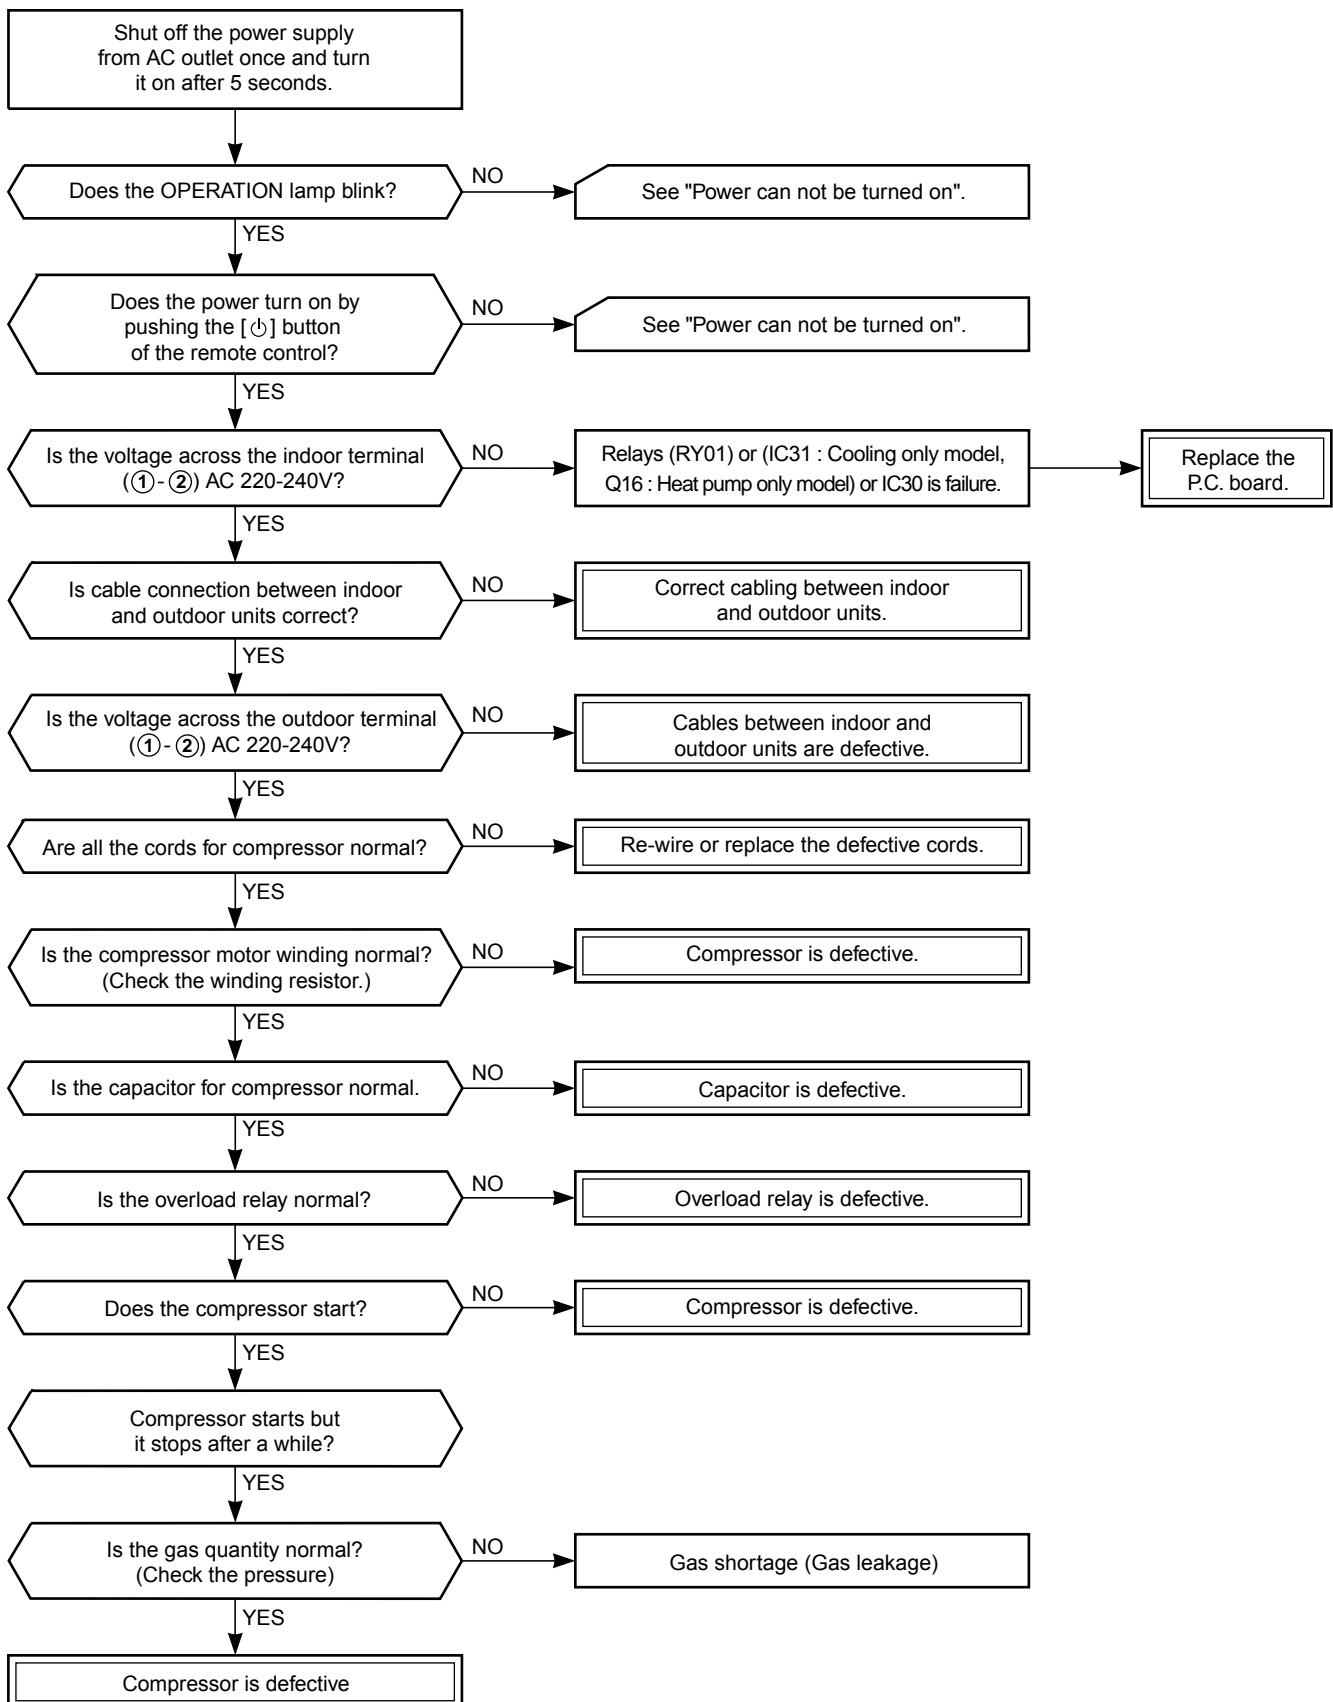 Shut off the power supply
from AC outlet once and turn
it on after 5 seconds.
Does the OPERATION lamp blink?
NO
See "Power can not be turned on".
YES
Does the power turn on by
pushing the [⏻] button
of the remote control?
NO
See "Power can not be turned on".
YES
Is the voltage across the indoor terminal
(①-②) AC 220-240V?
NO
Relays (RY01) or (IC31 : Cooling only model,
Q16 : Heat pump only model) or IC30 is failure.
Replace the
P.C. board.
YES
Is cable connection between indoor
and outdoor units correct?
NO
Correct cabling between indoor
and outdoor units.
YES
Is the voltage across the outdoor terminal
(①-②) AC 220-240V?
NO
Cables between indoor and
outdoor units are defective.
YES
Are all the cords for compressor normal?
NO
Re-wire or replace the defective cords.
YES
Is the compressor motor winding normal?
(Check the winding resistor.)
NO
Compressor is defective.
YES
Is the capacitor for compressor normal.
NO
Capacitor is defective.
YES
Is the overload relay normal?
NO
Overload relay is defective.
YES
Does the compressor start?
NO
Compressor is defective.
YES
Compressor starts but
it stops after a while?
YES
Is the gas quantity normal?
(Check the pressure)
NO
Gas shortage (Gas leakage)
YES
Compressor is defective